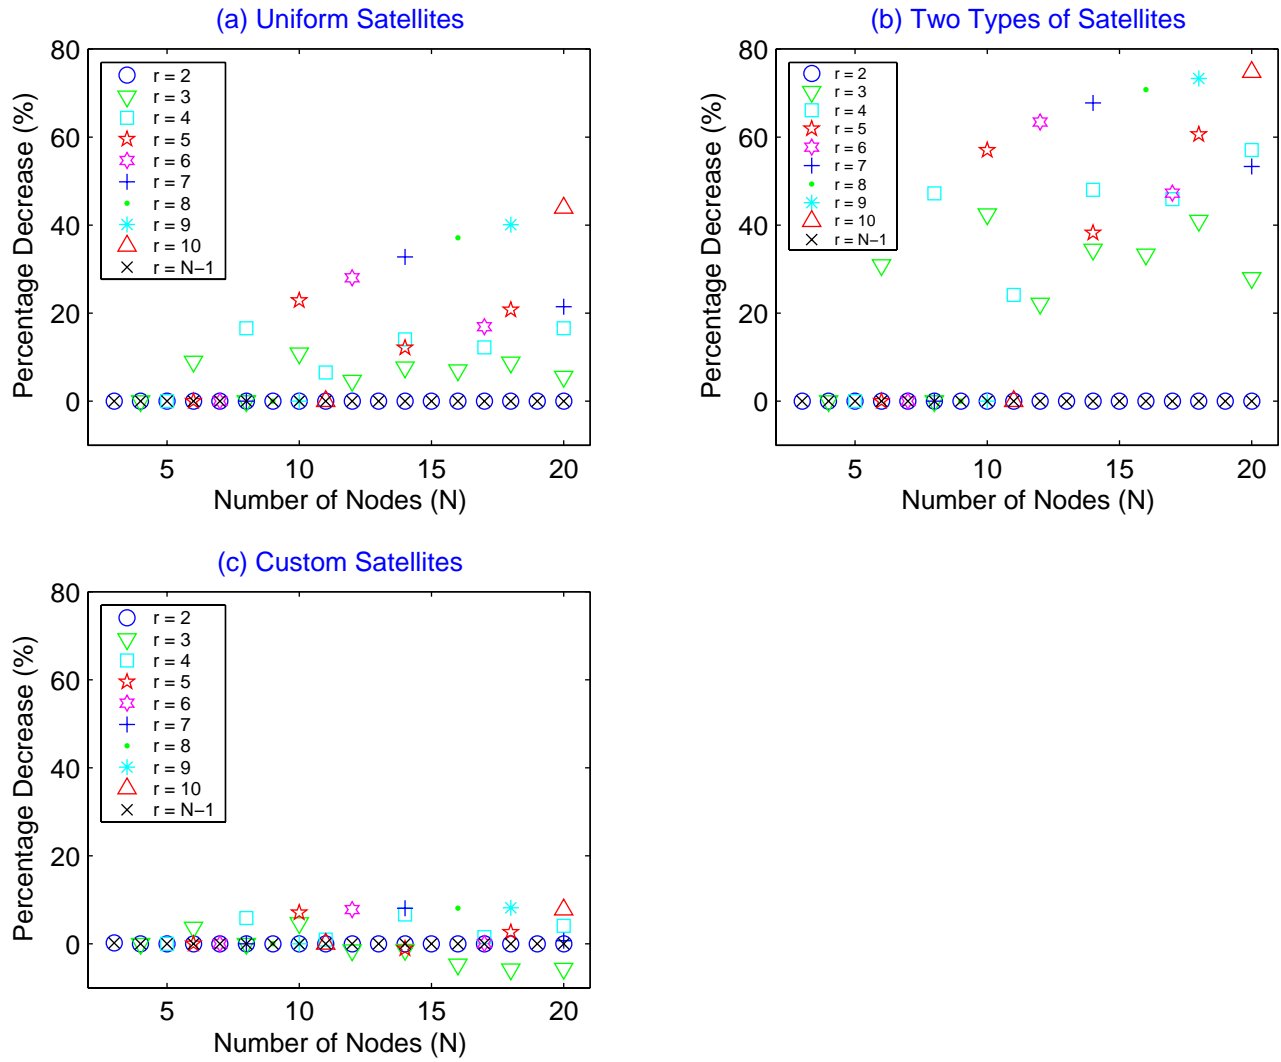 (a) Uniform Satellites
80
60
40
20
0
5
10
15
20
Percentage Decrease (%)
Number of Nodes (N)
r = 2
r = 3
r = 4
r = 5
r = 6
r = 7
r = 8
r = 9
r = 10
r = N−1
(b) Two Types of Satellites
80
60
40
20
0
5
10
15
20
Percentage Decrease (%)
Number of Nodes (N)
r = 2
r = 3
r = 4
r = 5
r = 6
r = 7
r = 8
r = 9
r = 10
r = N−1
(c) Custom Satellites
80
60
40
20
0
5
10
15
20
Percentage Decrease (%)
Number of Nodes (N)
r = 2
r = 3
r = 4
r = 5
r = 6
r = 7
r = 8
r = 9
r = 10
r = N−1